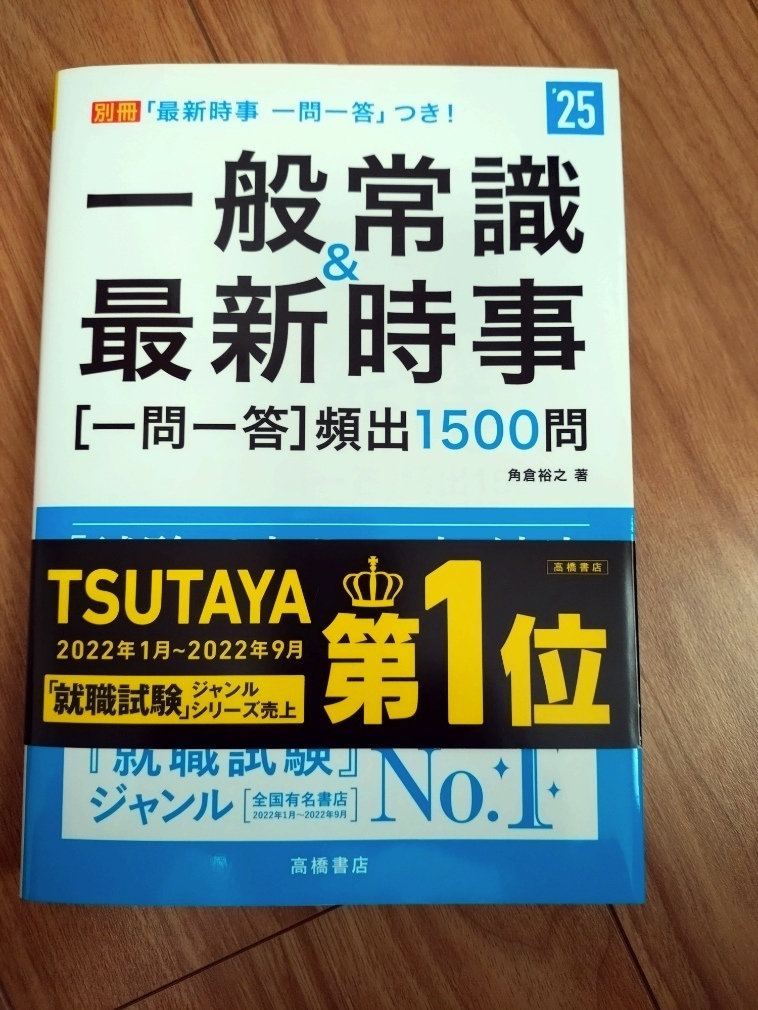 別冊「最新時事 一問一答」つき!
'25
一般常識
&
最新時事
[一問一答]頻出1500問
角倉裕之 著
高橋書店
TSUTAYA
2022年1月~2022年9月
「就職試験」ジャンル
シリーズ売上
第1位
『就職試験』
ジャンル
[全国有名書店
2022年1月~2022年9月]
No.1
高橋書店